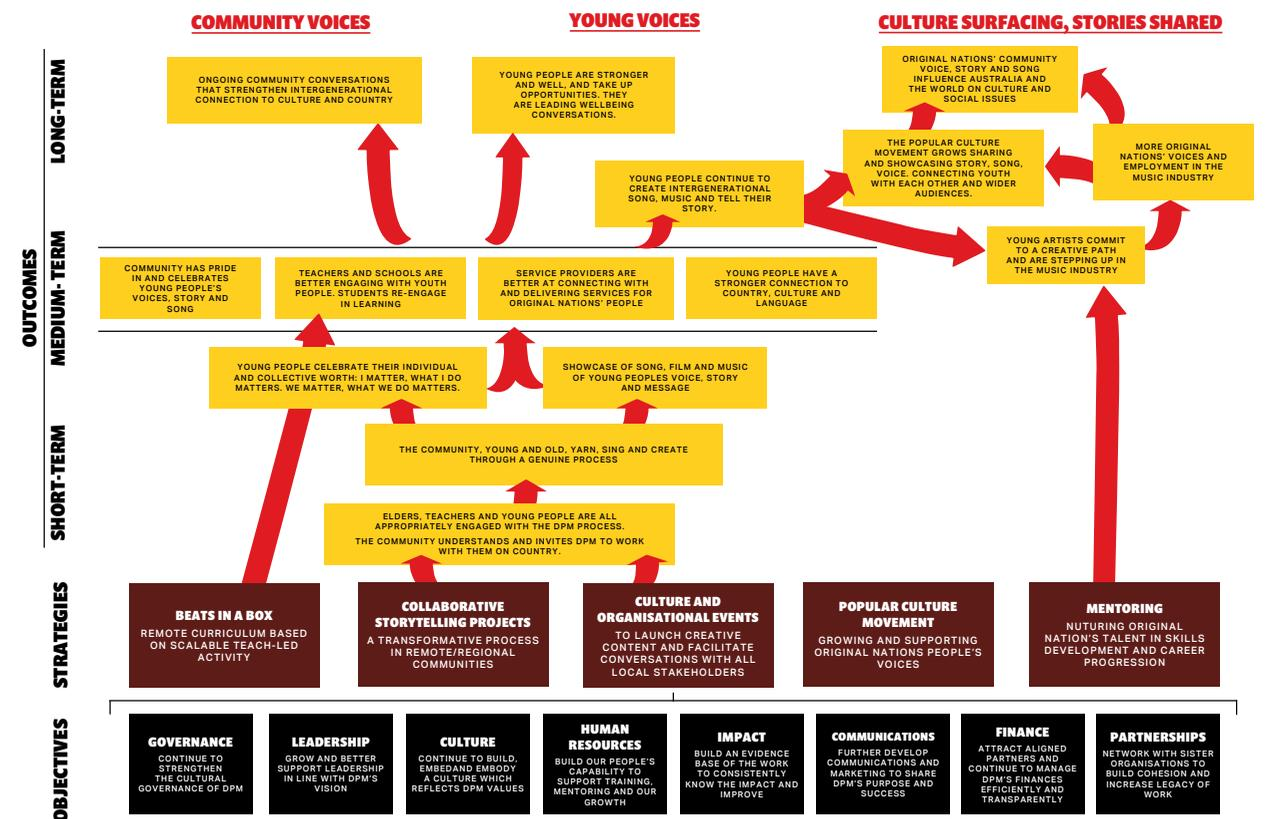 COMMUNITY VOICES
YOUNG VOICES
CULTURE SURFACING, STORIES SHARED
OUTCOMES
LONG-TERM
ONGOING COMMUNITY CONVERSATIONS
THAT STRENGTHEN INTERGENERATIONAL
CONNECTION TO CULTURE AND COUNTRY
YOUNG PEOPLE ARE STRONGER
AND WELL, AND TAKE UP
OPPORTUNITIES. THEY
ARE LEADING WELLBEING
CONVERSATIONS.
ORIGINAL NATIONS' COMMUNITY
VOICE, STORY AND SONG
INFLUENCE AUSTRALIA AND
THE WORLD ON CULTURE AND
SOCIAL ISSUES
THE POPULAR CULTURE
MOVEMENT GROWS SHARING
AND SHOWCASING STORY, SONG,
VOICE. CONNECTING YOUTH
WITH EACH OTHER AND WIDER
AUDIENCES.
MORE ORIGINAL
NATIONS' VOICES AND
EMPLOYMENT IN THE
MUSIC INDUSTRY
YOUNG PEOPLE CONTINUE TO
CREATE INTERGENERATIONAL
SONG, MUSIC AND TELL THEIR
STORY.
YOUNG ARTISTS COMMIT
TO A CREATIVE PATH
AND ARE STEPPING UP IN
THE MUSIC INDUSTRY
MEDIUM- TERM
COMMUNITY HAS PRIDE
IN AND CELEBRATES
YOUNG PEOPLE'S
VOICES, STORY AND
SONG
TEACHERS AND SCHOOLS ARE
BETTER ENGAGING WITH YOUTH
PEOPLE. STUDENTS RE-ENGAGE
IN LEARNING
SERVICE PROVIDERS ARE
BETTER AT CONNECTING WITH
AND DELIVERING SERVICES FOR
ORIGINAL NATIONS' PEOPLE
YOUNG PEOPLE HAVE A
STRONGER CONNECTION TO
COUNTRY, CULTURE AND
LANGUAGE
YOUNG PEOPLE CELEBRATE THEIR INDIVIDUAL
AND COLLECTIVE WORTH: I MATTER, WHAT I DO
MATTERS. WE MATTER, WHAT WE DO MATTERS.
SHOWCASE OF SONG, FILM AND MUSIC
OF YOUNG PEOPLES VOICE, STORY
AND MESSAGE
SHORT-TERM
THE COMMUNITY, YOUNG AND OLD, YARN, SING AND CREATE
THROUGH A GENUINE PROCESS
ELDERS, TEACHERS AND YOUNG PEOPLE ARE ALL
APPROPRIATELY ENGAGED WITH THE DPM PROCESS.
THE COMMUNITY UNDERSTANDS AND INVITES DPM TO WORK
WITH THEM ON COUNTRY.
STRATEGIES
BEATS IN A BOX
REMOTE CURRICULUM BASED
ON SCALABLE TEACH-LED
ACTIVITY
COLLABORATIVE
STORYTELLING PROJECTS
A TRANSFORMATIVE PROCESS
IN REMOTE/REGIONAL
COMMUNITIES
CULTURE AND
ORGANISATIONAL EVENTS
TO LAUNCH CREATIVE
CONTENT AND FACILITATE
CONVERSATIONS WITH ALL
LOCAL STAKEHOLDERS
POPULAR CULTURE
MOVEMENT
GROWING AND SUPPORTING
ORIGINAL NATIONS PEOPLE'S
VOICES
MENTORING
NUTURING ORIGINAL
NATION'S TALENT IN SKILLS
DEVELOPMENT AND CAREER
PROGRESSION
OBJECTIVES
GOVERNANCE
CONTINUE TO
STRENGTHEN
THE CULTURAL
GOVERNANCE OF DPM
LEADERSHIP
GROW AND BETTER
SUPPORT LEADERSHIP
IN LINE WITH DPM'S
VISION
CULTURE
CONTINUE TO BUILD,
EMBEDAND EMBODY
A CULTURE WHICH
REFLECTS DPM VALUES
HUMAN
RESOURCES
BUILD OUR PEOPLE'S
CAPABILITY TO
SUPPORT TRAINING,
MENTORING AND OUR
GROWTH
IMPACT
BUILD AN EVIDENCE
BASE OF THE WORK
TO CONSISTENTLY
KNOW THE IMPACT AND
IMPROVE
COMMUNICATIONS
FURTHER DEVELOP
COMMUNICATIONS AND
MARKETING TO SHARE
DPM'S PURPOSE AND
SUCCESS
FINANCE
ATTRACT ALIGNED
PARTNERS AND
CONTINUE TO MANAGE
DPM'S FINANCES
EFFICIENTLY AND
TRANSPARENTLY
PARTNERSHIPS
NETWORK WITH SISTER
ORGANISATIONS TO
BUILD COHESION AND
INCREASE LEGACY OF
WORK